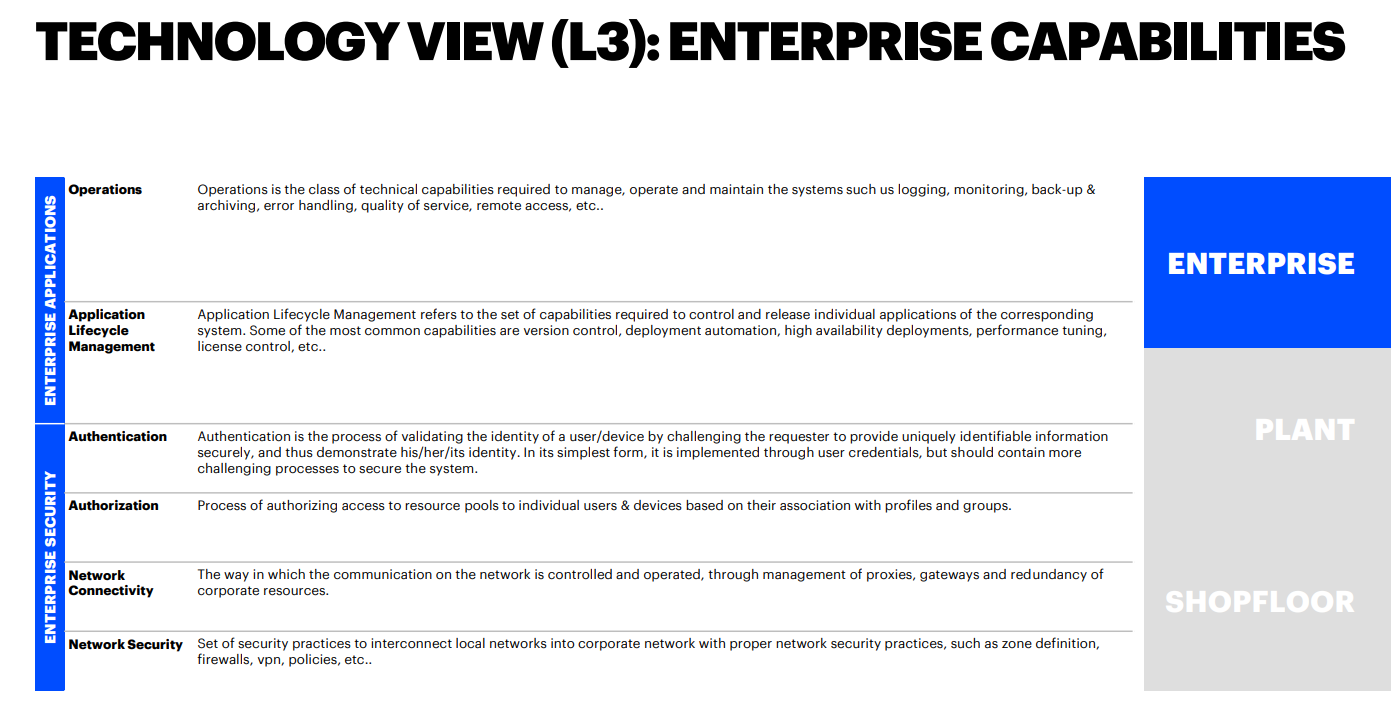 TECHNOLOGY VIEW (L3): ENTERPRISE CAPABILITIES
ENTERPRISE APPLICATIONS
Operations
Operations is the class of technical capabilities required to manage, operate and maintain the systems such us logging, monitoring, back-up &
archiving, error handling, quality of service, remote access, etc..
Application
Lifecycle
Management
Application Lifecycle Management refers to the set of capabilities required to control and release individual applications of the corresponding
system. Some of the most common capabilities are version control, deployment automation, high availability deployments, performance tuning,
license control, etc..
ENTERPRISE SECURITY
Authentication
Authentication is the process of validating the identity of a user/device by challenging the requester to provide uniquely identifiable information
securely, and thus demonstrate his/her/its identity. In its simplest form, it is implemented through user credentials, but should contain more
challenging processes to secure the system.
Authorization
Process of authorizing access to resource pools to individual users & devices based on their association with profiles and groups.
Network
Connectivity
The way in which the communication on the network is controlled and operated, through management of proxies, gateways and redundancy of
corporate resources.
Network Security
Set of security practices to interconnect local networks into corporate network with proper network security practices, such as zone definition,
firewalls, vpn, policies, etc..
ENTERPRISE
PLANT
SHOPFLOOR